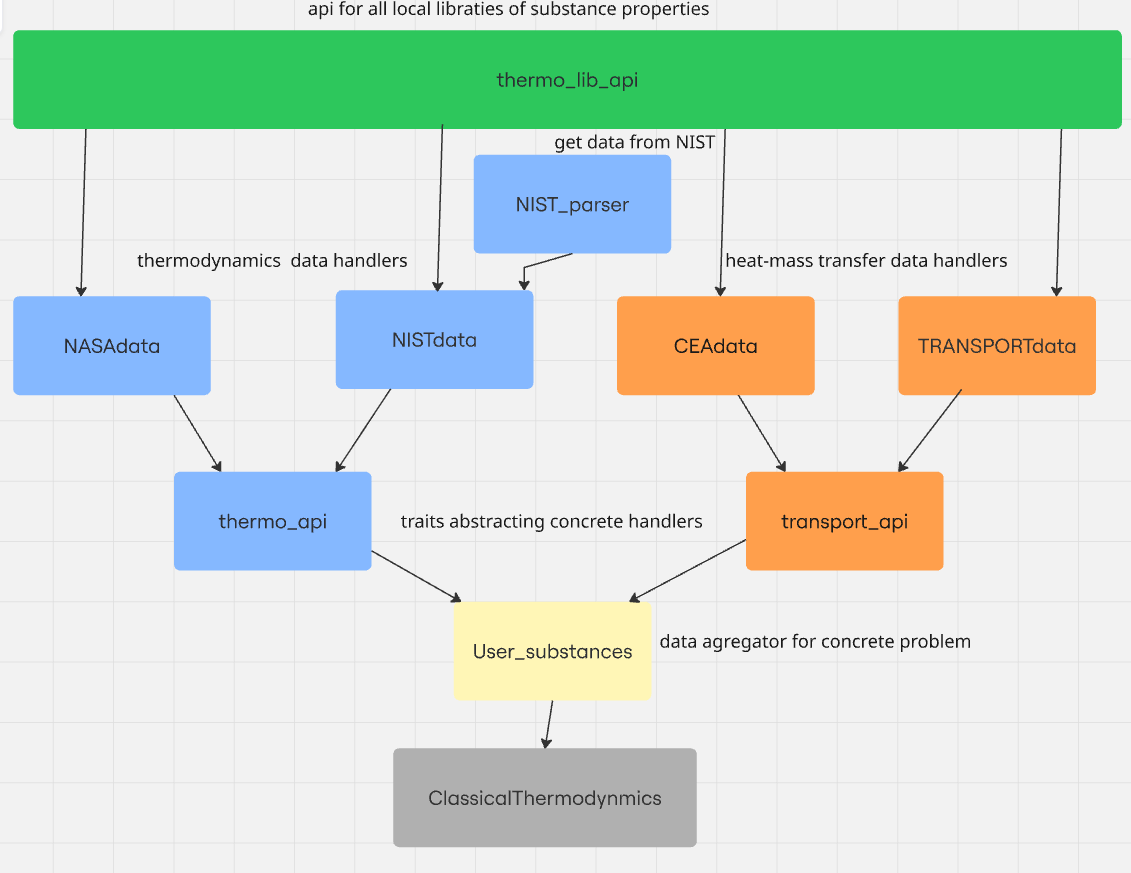 api for all local libraties of substance properties
thermo_lib_api
get data from NIST
NIST_parser
thermodynamics data handlers
heat-mass transfer data handlers
NASAdata
NISTdata
CEAdata
TRANSPORTdata
thermo_api
traits abstracting concrete handlers
transport_api
User_substances
data agregator for concrete problem
ClassicalThermodynmics